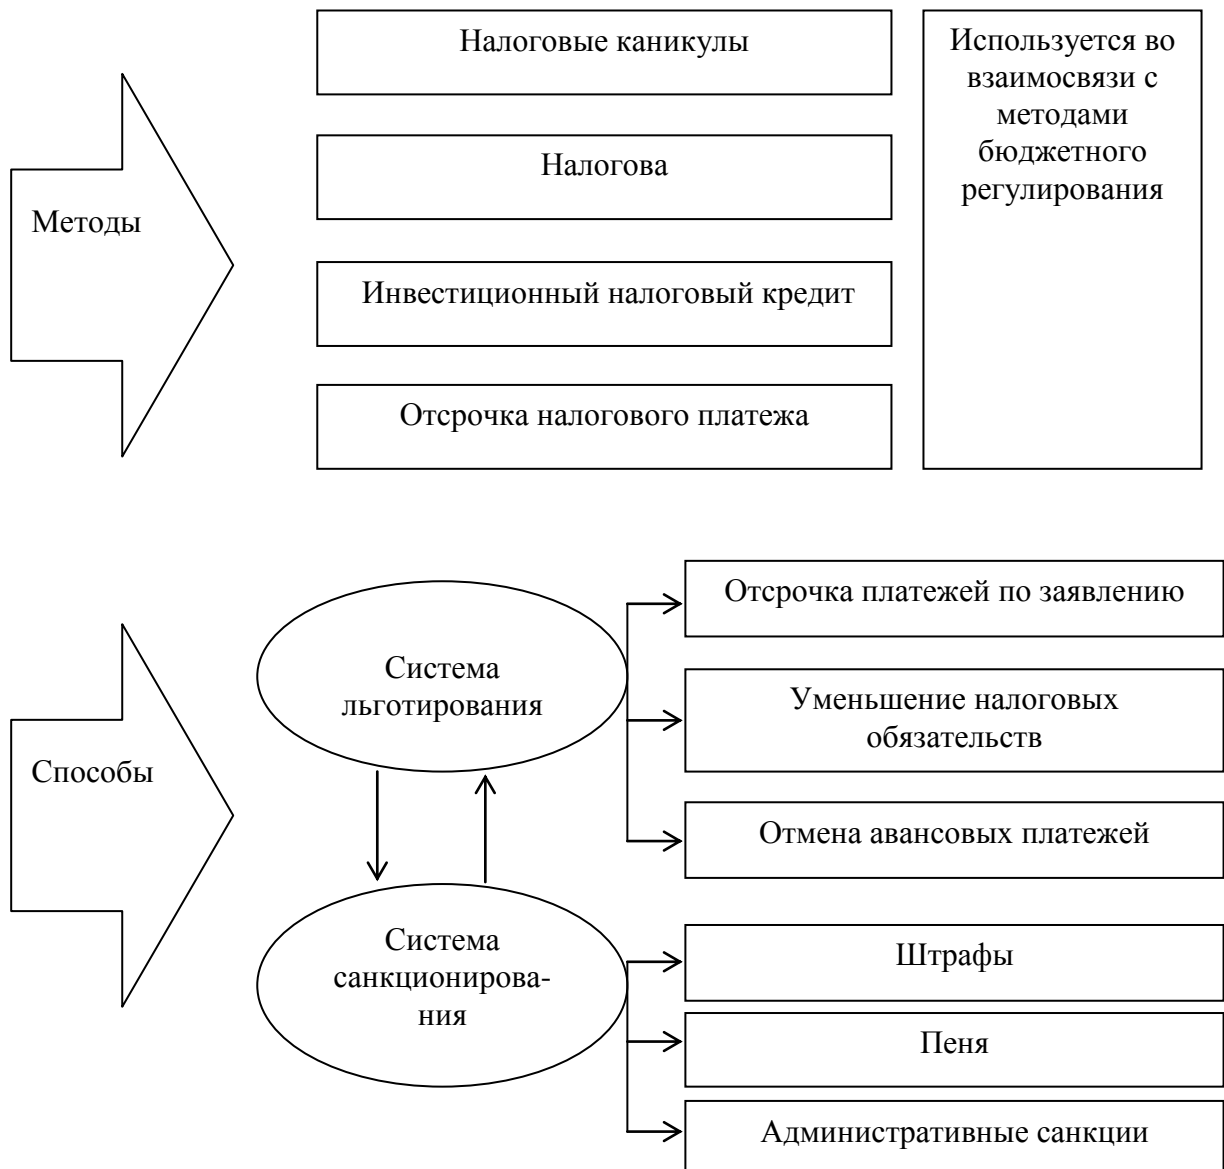 Методы
Налоговые каникулы
Налогова
Инвестиционный налоговый кредит
Отсрочка налогового платежа
Используется во
взаимосвязи с
методами
бюджетного
регулирования
Способы
Система
льготирования
Отсрочка платежей по заявлению
Уменьшение налоговых
обязательств
Отмена авансовых платежей
Система
санкционирова-
ния
Штрафы
Пеня
Административные санкции